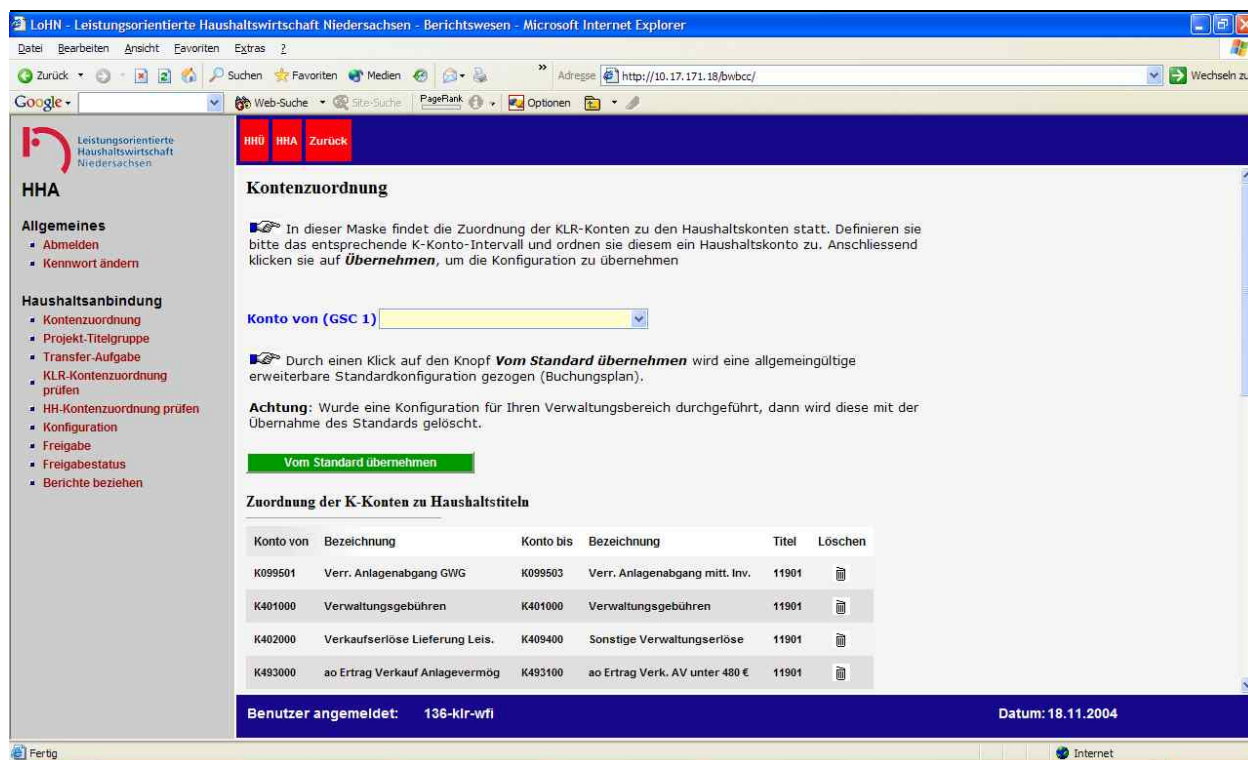 LoHN - Leistungsorientierte Haushaltswirtschaft Niedersachsen - Berichtswesen - Microsoft Internet Explorer
Datei Bearbeiten Ansicht Favoriten Extras ?
Zurück Suchen Favoriten Medien » Adresse http://10.17.171.18/bwbcc/ Wechseln zu
Google Web-Suche Site-Suche PageRank Optionen
Leistungsorientierte
Haushaltswirtschaft
Niedersachsen
HHA
Allgemeines
Abmelden
Kennwort ändern
Haushaltsanbindung
Kontenzuordnung
Projekt-Titelgruppe
Transfer-Aufgabe
KLR-Kontenzuordnung
prüfen
HH-Kontenzuordnung prüfen
Konfiguration
Freigabe
Freigabestatus
Berichte beziehen
HHÜ HHA Zurück
Kontenzuordnung
In dieser Maske findet die Zuordnung der KLR-Konten zu den Haushaltskonten statt. Definieren sie
bitte das entsprechende K-Konto-Intervall und ordnen sie diesem ein Haushaltskonto zu. Anschliessend
klicken sie auf Übernehmen, um die Konfiguration zu übernehmen
Konto von (GSC 1)
Durch einen Klick auf den Knopf Vom Standard übernehmen wird eine allgemeingültige
erweiterbare Standardkonfiguration gezogen (Buchungsplan).
Achtung: Wurde eine Konfiguration für Ihren Verwaltungsbereich durchgeführt, dann wird diese mit der
Übernahme des Standards gelöscht.
Vom Standard übernehmen
Zuordnung der K-Konten zu Haushaltstiteln
Konto von Bezeichnung Konto bis Bezeichnung Titel Löschen
K099501 Verr. Anlagenabgang GWG K099503 Verr. Anlagenabgang mitt. Inv. 11901
K401000 Verwaltungsgebühren K401000 Verwaltungsgebühren 11901
K402000 Verkaufserlöse Lieferung Leis. K409400 Sonstige Verwaltungserlöse 11901
K493000 ao Ertrag Verkauf Anlagevermög K493100 ao Ertrag Verk. AV unter 480 € 11901
Benutzer angemeldet: 136-klr-wfi Datum: 18.11.2004
Fertig Internet